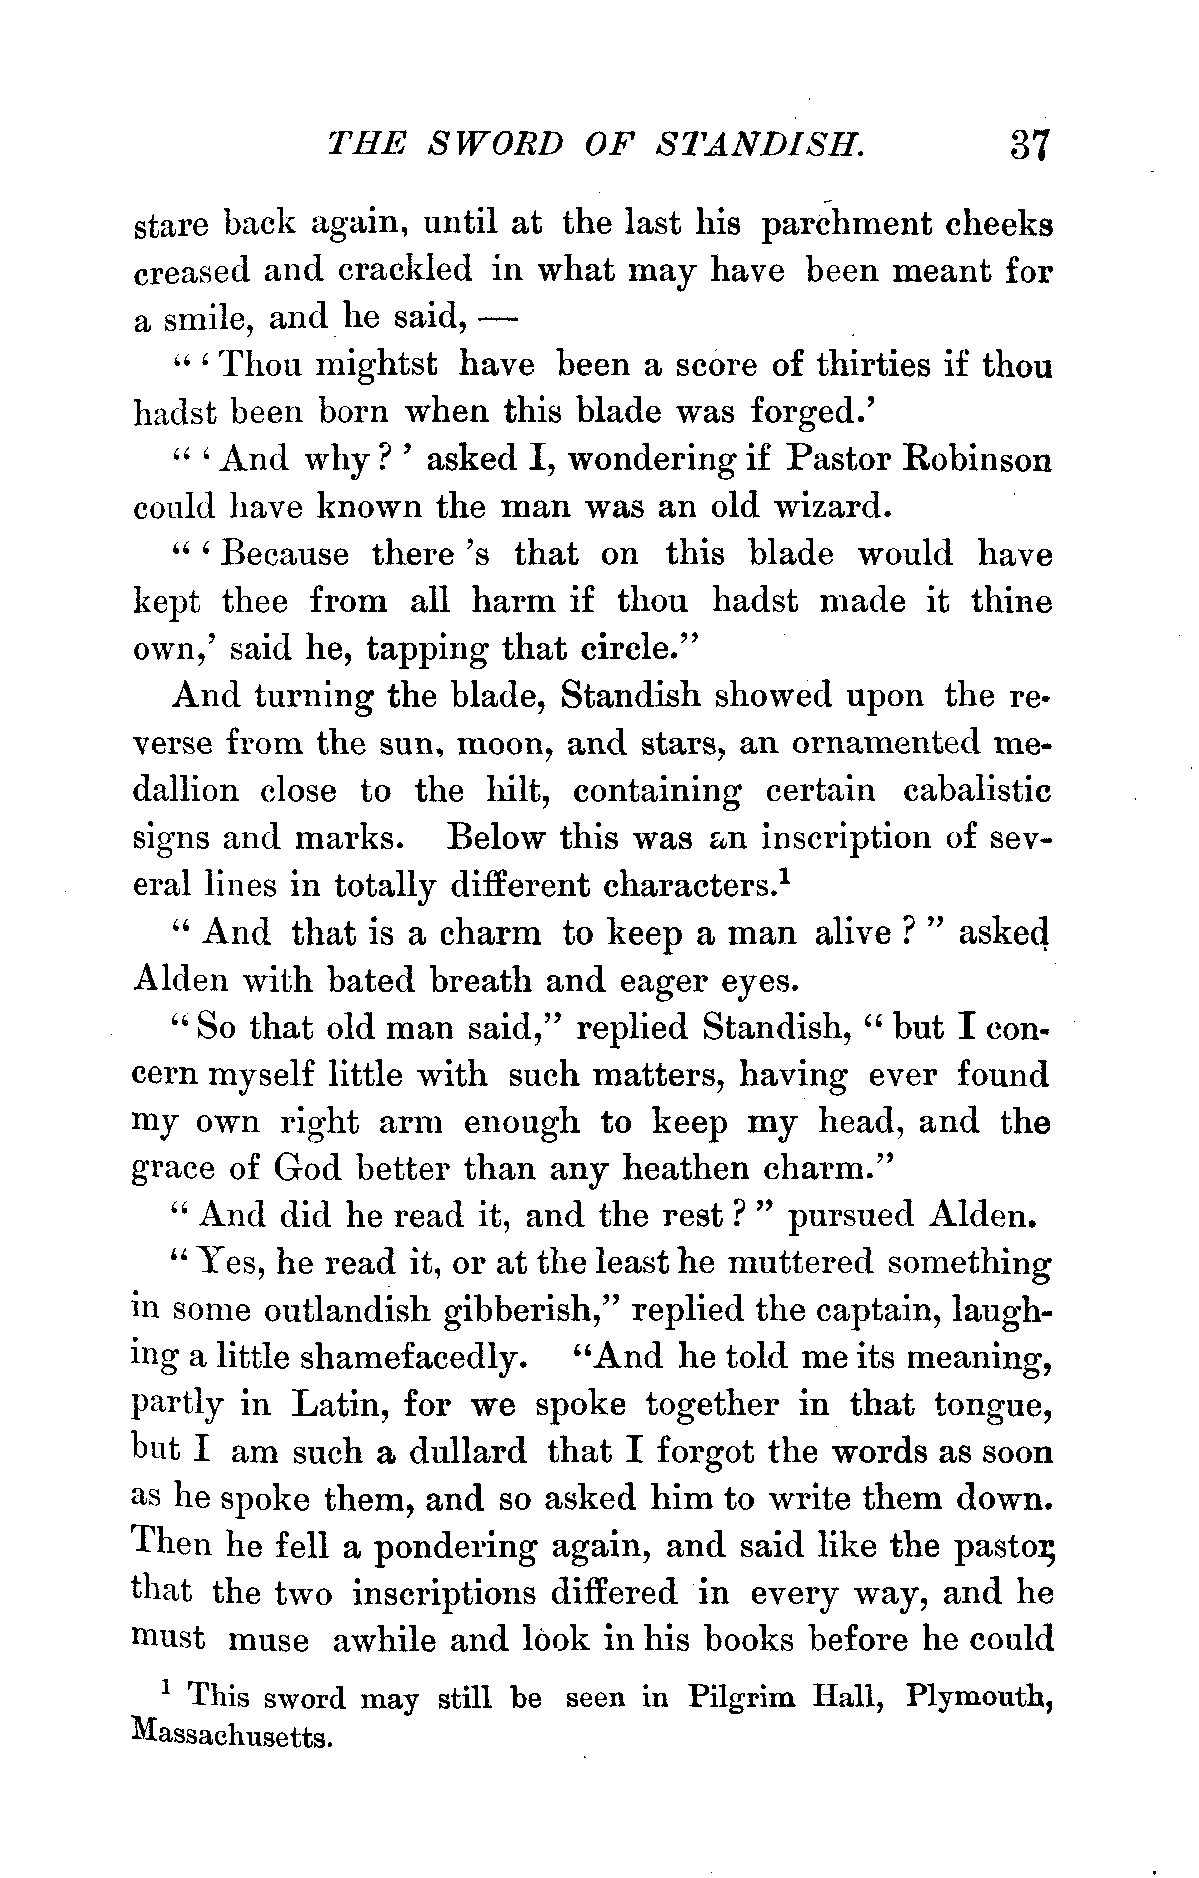 THE SWORD OF STANDISH. 37
stare back again, until at the last his parchment cheeks
creased and crackled in what may have been meant for
a smile, and he said, —
“ ‘ Thou mightst have been a score of thirties if thou
hadst been born when this blade was forged.’
“ ‘ And why ? ’ asked I, wondering if Pastor Robinson
could have known the man was an old wizard.
“ ‘ Because there ’s that on this blade would have
kept thee from all harm if thou hadst made it thine
own,’ said he, tapping that circle.”
And turning the blade, Standish showed upon the re-
verse from the sun, moon, and stars, an ornamented me-
dallion close to the hilt, containing certain cabalistic
signs and marks. Below this was an inscription of sev-
eral lines in totally different characters.¹
“ And that is a charm to keep a man alive ? ” asked
Alden with bated breath and eager eyes.
“ So that old man said,” replied Standish, “ but I con-
cern myself little with such matters, having ever found
my own right arm enough to keep my head, and the
grace of God better than any heathen charm.”
“ And did he read it, and the rest ? ” pursued Alden.
“ Yes, he read it, or at the least he muttered something
in some outlandish gibberish,” replied the captain, laugh-
ing a little shamefacedly. “And he told me its meaning,
partly in Latin, for we spoke together in that tongue,
but I am such a dullard that I forgot the words as soon
as he spoke them, and so asked him to write them down.
Then he fell a pondering again, and said like the pastor,
that the two inscriptions differed in every way, and he
must muse awhile and look in his books before he could
¹ This sword may still be seen in Pilgrim Hall, Plymouth,
Massachusetts.